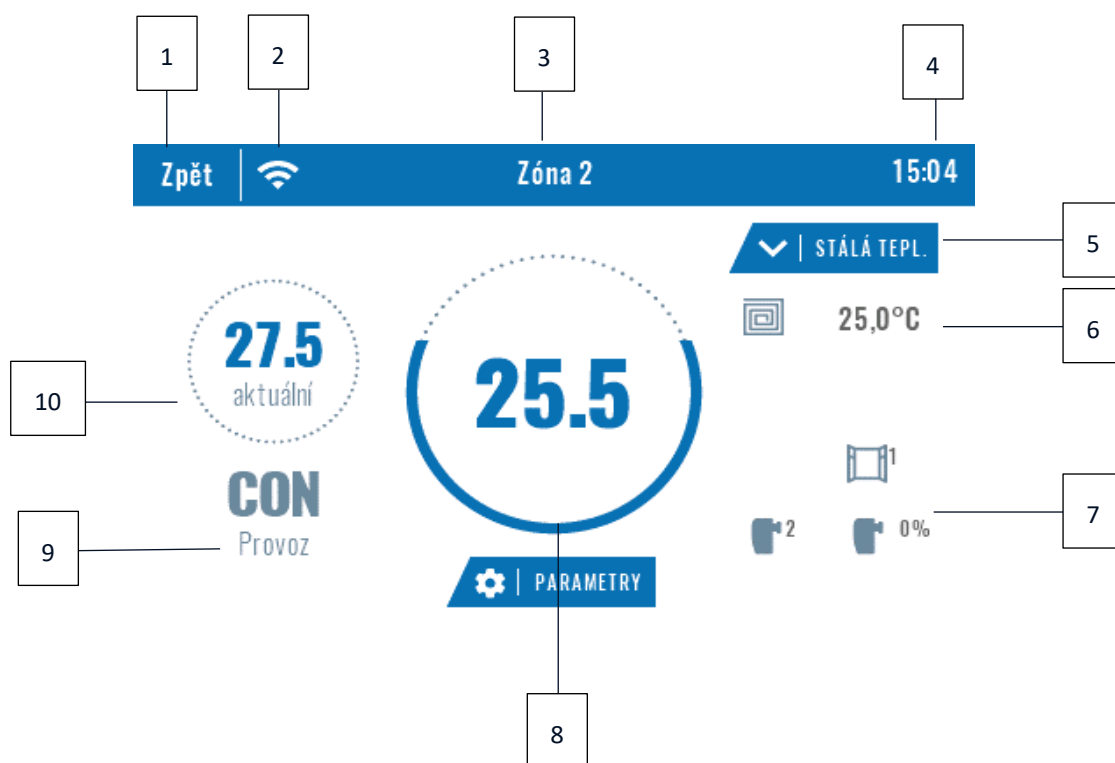 1
2
3
4
Zpět
Zóna 2
15:04
5
STÁLÁ TEPL.
6
25,0°C
27.5
aktuální
10
25.5
CON
Provoz
9
1
2
0%
7
PARAMETRY
8